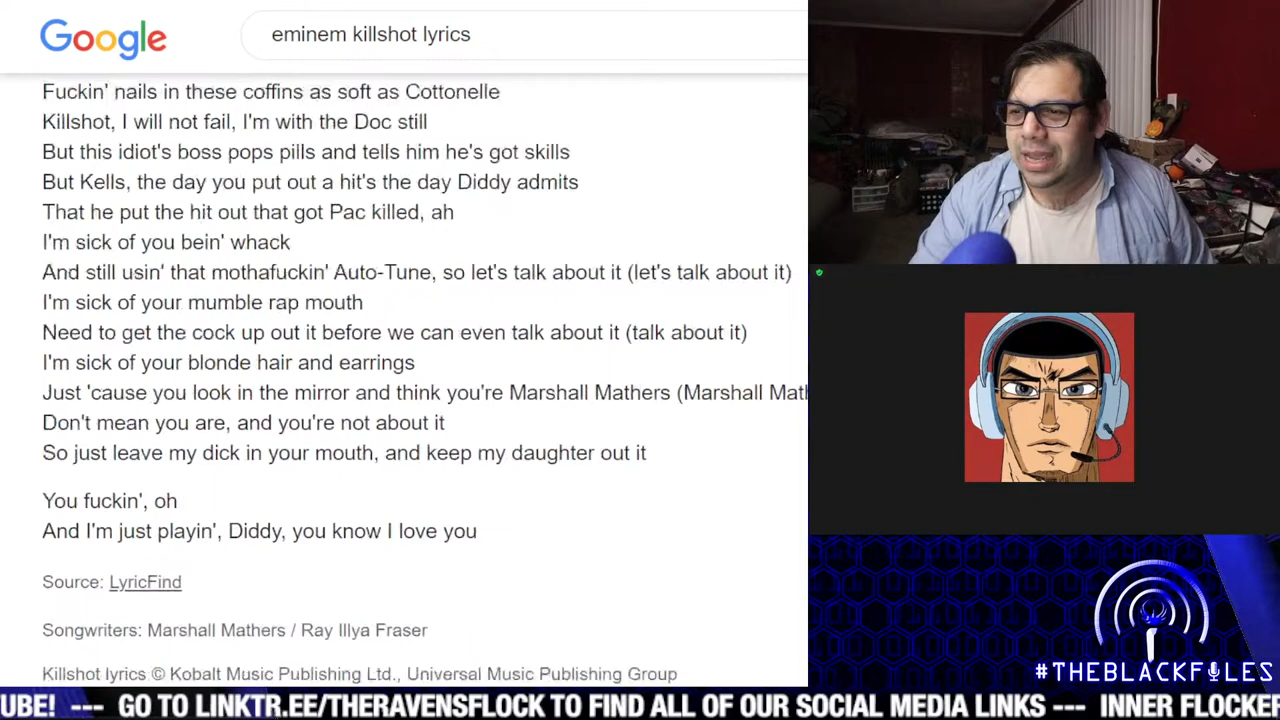 Google
eminem killshot lyrics
Fuckin' nails in these coffins as soft as Cottonelle
Killshot, I will not fail, I'm with the Doc still
But this idiot's boss pops pills and tells him he's got skills
But Kells, the day you put out a hit's the day Diddy admits
That he put the hit out that got Pac killed, ah
I'm sick of you bein' whack
And still usin' that mothafuckin' Auto-Tune, so let's talk about it (let's talk about it)
I'm sick of your mumble rap mouth
Need to get the cock up out it before we can even talk about it (talk about it)
I'm sick of your blonde hair and earrings
Just 'cause you look in the mirror and think you're Marshall Mathers (Marshall Math
Don't mean you are, and you're not about it
So just leave my dick in your mouth, and keep my daughter out it
You fuckin', oh
And I'm just playin', Diddy, you know I love you
Source: LyricFind
Songwriters: Marshall Mathers / Ray Illya Fraser
Killshot lyrics © Kobalt Music Publishing Ltd., Universal Music Publishing Group
#THEBLACKFILES
UBE! --- GO TO LINKTR.EE/THERAVENSFLOCK TO FIND ALL OF OUR SOCIAL MEDIA LINKS --- INNER FLOCKER